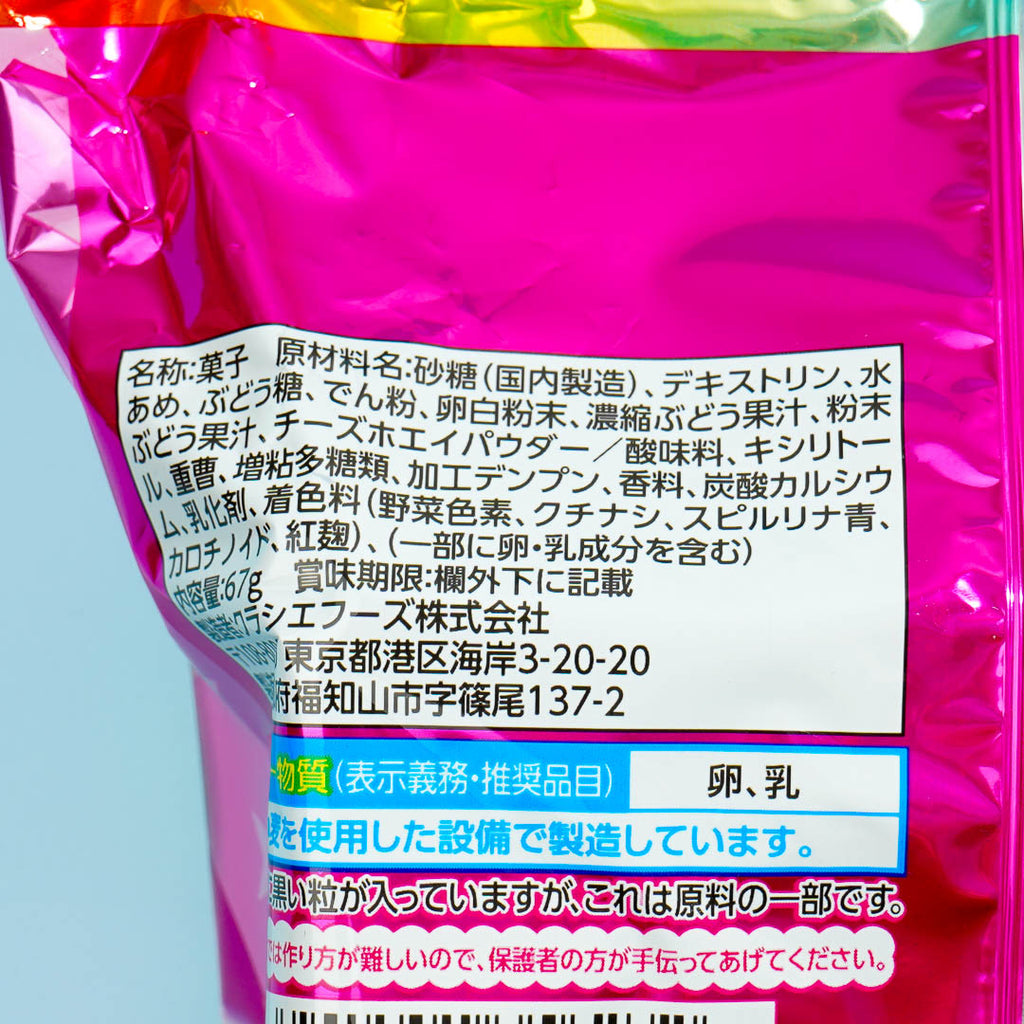 名称:菓子 原材料名:砂糖(国内製造)、デキストリン、水
あめ、ぶどう糖、でん粉、卵白粉末、濃縮ぶどう果汁、粉末
ぶどう果汁、チーズホエイパウダー/酸味料、キシリトー
ル、重曹、増粘多糖類、加工デンプン、香料、炭酸カルシウ
ム、乳化剤、着色料(野菜色素、クチナシ、スピルリナ青、
カロチノイド、紅麹)、(一部に卵・乳成分を含む)
内容量:67g 賞味期限:欄外下に記載
クラシエフーズ株式会社
東京都港区海岸3-20-20
府福知山市字篠尾137-2
物質(表示義務・推奨品目) 卵、乳
麦を使用した設備で製造しています。
黒い粒が入っていますが、これは原料の一部です。
では作り方が難しいので、保護者の方が手伝ってあげてください。